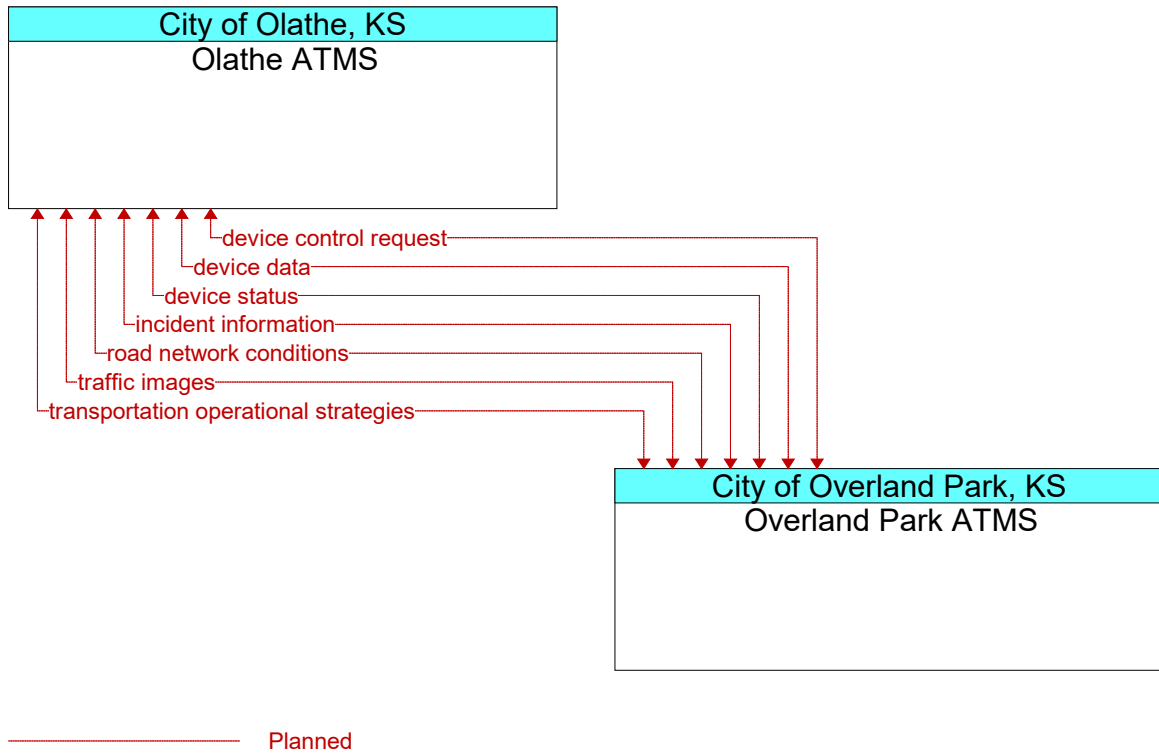 City of Olathe, KS
Olathe ATMS
device control request
device data
device status
incident information
road network conditions
traffic images
transportation operational strategies
City of Overland Park, KS
Overland Park ATMS
Planned